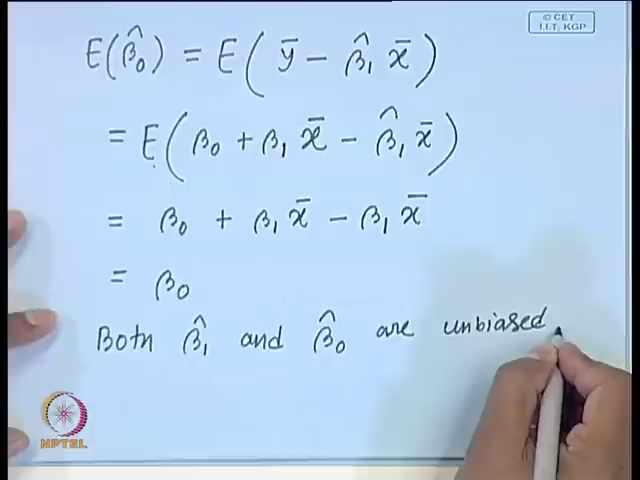 © CET
I.I.T, KGP
E(β̂₀) = E(ȳ − β̂₁ x̄)
= E(β₀ + β₁ x̄ − β̂₁ x̄)
= β₀ + β₁ x̄ − β₁ x̄
= β₀
Both β̂₁ and β̂₀ are unbiased
NPTEL